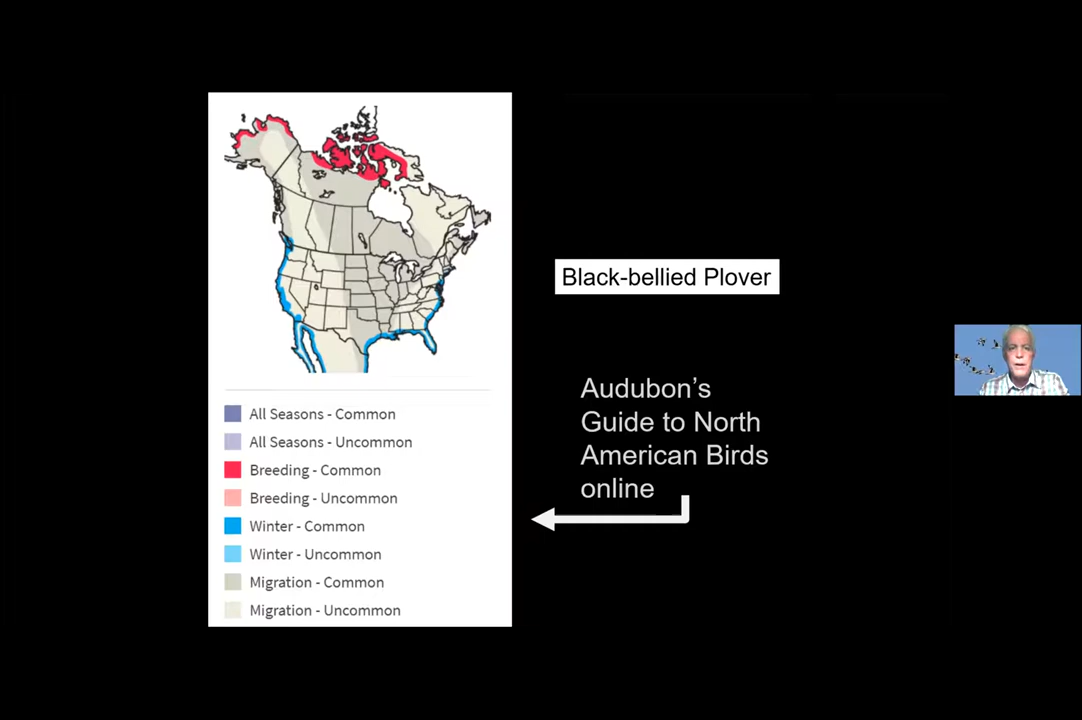 All Seasons - Common
All Seasons - Uncommon
Breeding - Common
Breeding - Uncommon
Winter - Common
Winter - Uncommon
Migration - Common
Migration - Uncommon
Black-bellied Plover
Audubon’s
Guide to North
American Birds
online